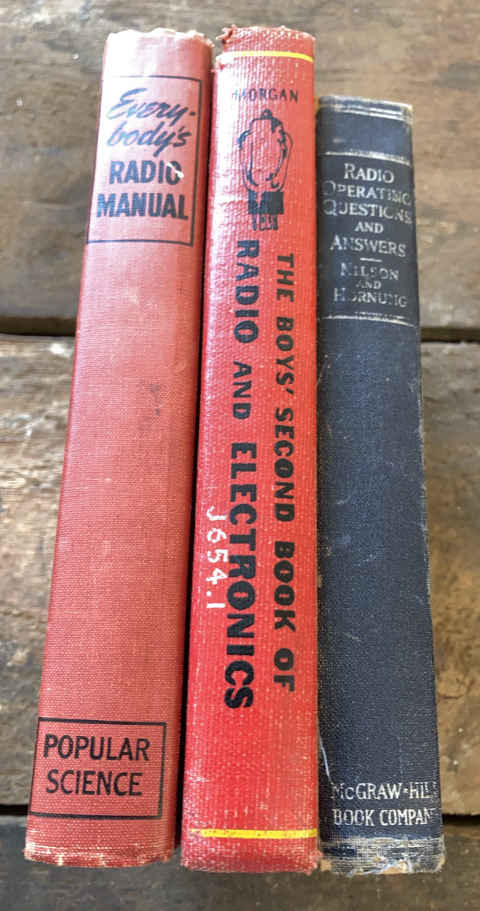 Every-
body's
RADIO
MANUAL
POPULAR
SCIENCE
MORGAN
THE BOYS' SECOND BOOK OF
RADIO AND ELECTRONICS
J654.1
RADIO
OPERATING
QUESTIONS
AND
ANSWERS
NILSON
AND
HORNUNG
McGRAW-HILL
BOOK COMPANY